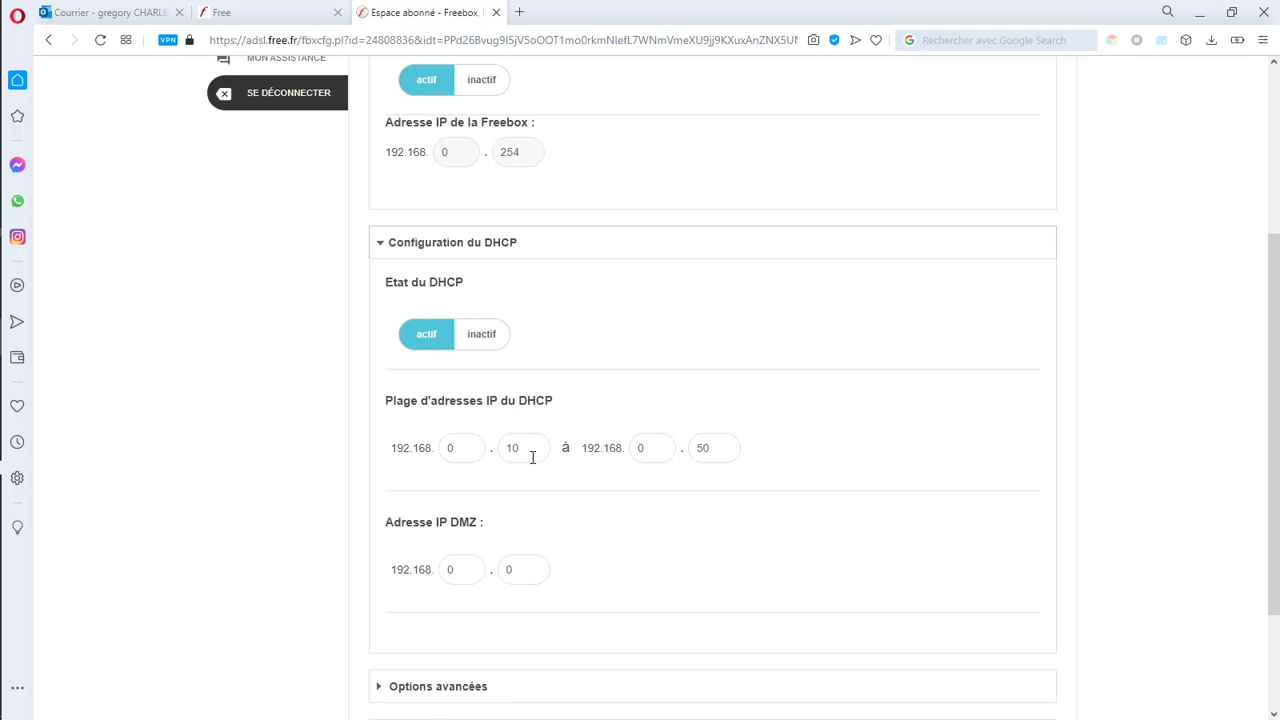 Courrier - gregory CHARLE
Free
Espace abonné - Freebox,
VPN
https://adsl.free.fr/fbxcfg.pl?id=24808836&idt=PPd26Bvug9I5jV5oOOT1mo0rkmNIefL7WNmVmeXU9jj9KXuxAnZNX5UM
Rechercher avec Google Search
MON ASSISTANCE
SE DÉCONNECTER
actif inactif
Adresse IP de la Freebox :
192.168. 0 . 254
Configuration du DHCP
Etat du DHCP
actif inactif
Plage d'adresses IP du DHCP
192.168. 0 . 10 à 192.168. 0 . 50
Adresse IP DMZ :
192.168. 0 . 0
Options avancées